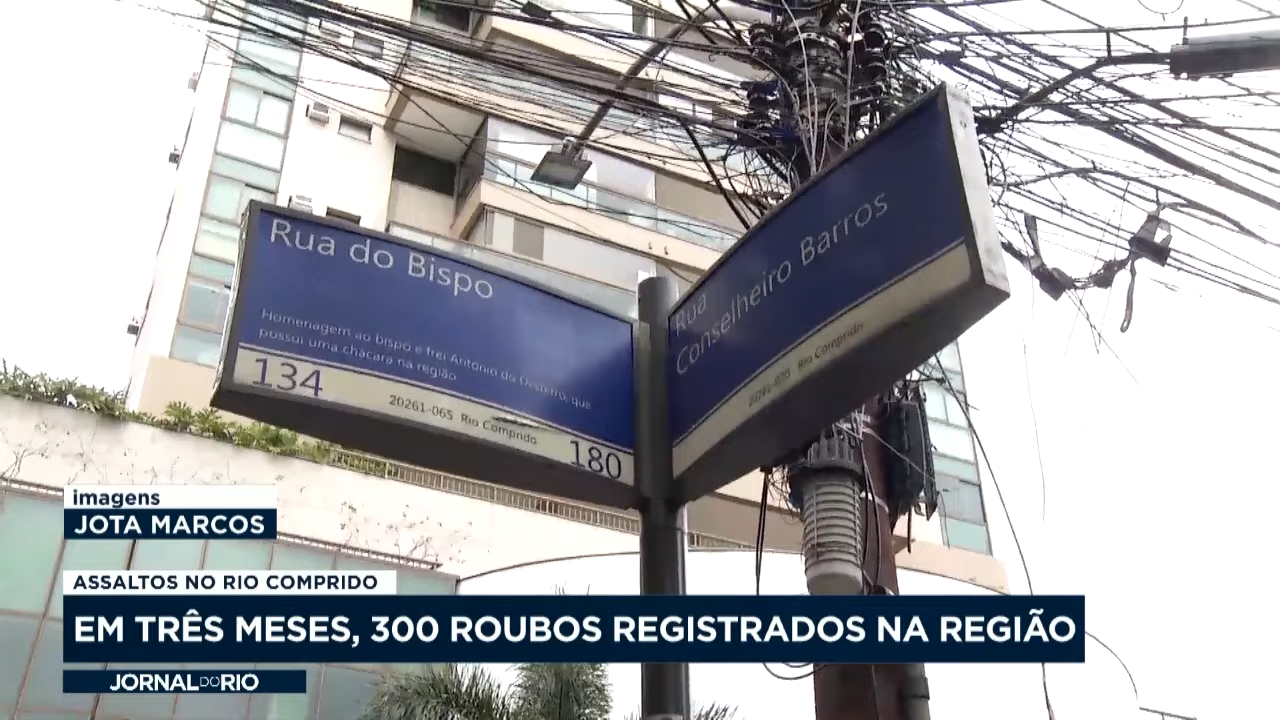 Rua do Bispo
Homenagem ao bispo e frei Antônio do Desterro, que
possui uma chácara na região
134
20261-065 Rio Comprido
180
Rua
Conselheiro Barros
Rio Comprido
imagens
JOTA MARCOS
ASSALTOS NO RIO COMPRIDO
EM TRÊS MESES, 300 ROUBOS REGISTRADOS NA REGIÃO
JORNAL DO RIO